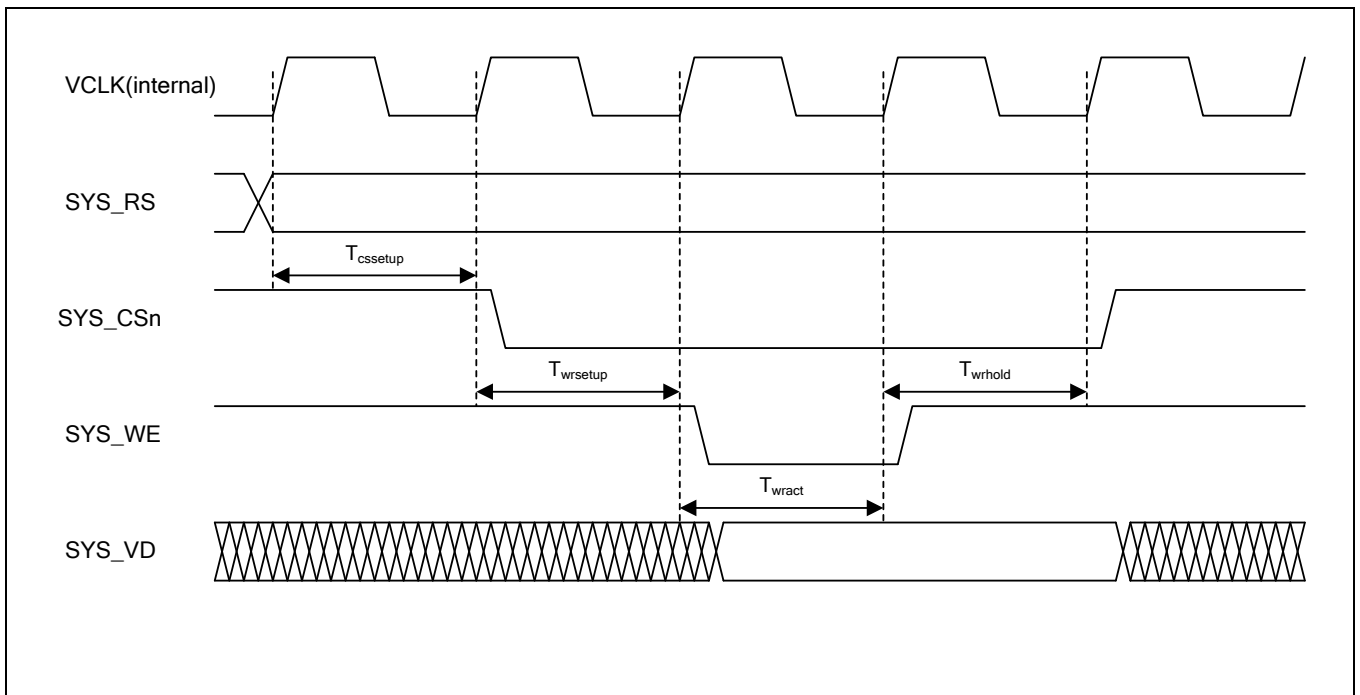 VCLK(internal)
SYS_RS
Tcssetup
SYS_CSn
Twrsetup
Twrhold
SYS_WE
Twract
SYS_VD